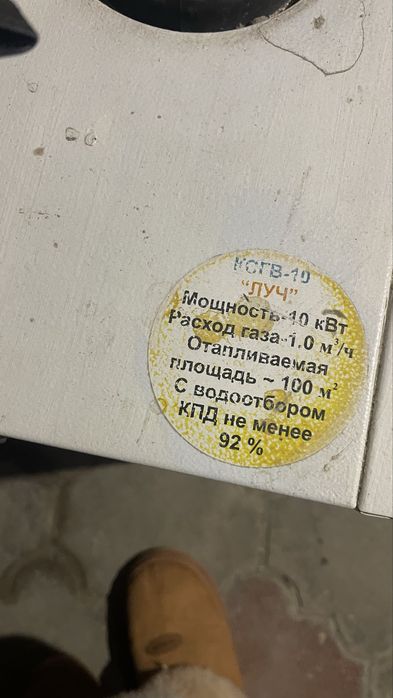 КСГВ-10
“ЛУЧ”
Мощность-10 кВт
Расход газа-1.0 м³/ч
Отапливаемая
площадь ~ 100 м²
С водоотбором
КПД не менее
92 %